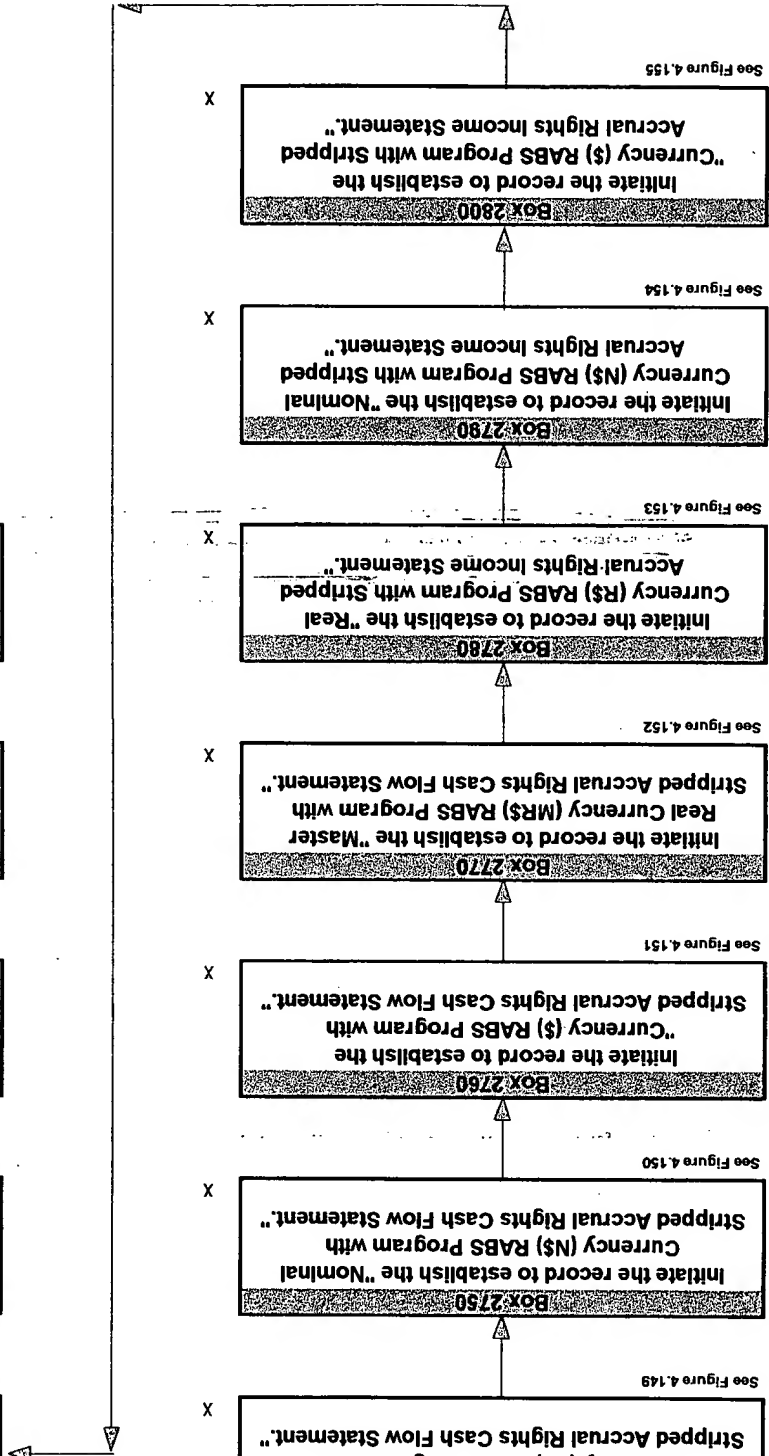 Stripped Accrual Rights Cash Flow Statement."
X
See Figure 4.149
Box 2750
Initiate the record to establish the "Nominal
Currency (N$) RABS Program with
Stripped Accrual Rights Cash Flow Statement."
X
See Figure 4.150
Box 2760
Initiate the record to establish the
"Currency ($) RABS Program with
Stripped Accrual Rights Cash Flow Statement."
X
See Figure 4.151
Box 2770
Initiate the record to establish the "Master
Real Currency (MR$) RABS Program with
Stripped Accrual Rights Cash Flow Statement."
X
See Figure 4.152
Box 2780
Initiate the record to establish the "Real
Currency (R$) RABS Program with Stripped
Accrual Rights Income Statement."
X
See Figure 4.153
Box 2790
Initiate the record to establish the "Nominal
Currency (N$) RABS Program with Stripped
Accrual Rights Income Statement."
X
See Figure 4.154
Box 2800
Initiate the record to establish the
"Currency ($) RABS Program with Stripped
Accrual Rights Income Statement."
X
See Figure 4.155